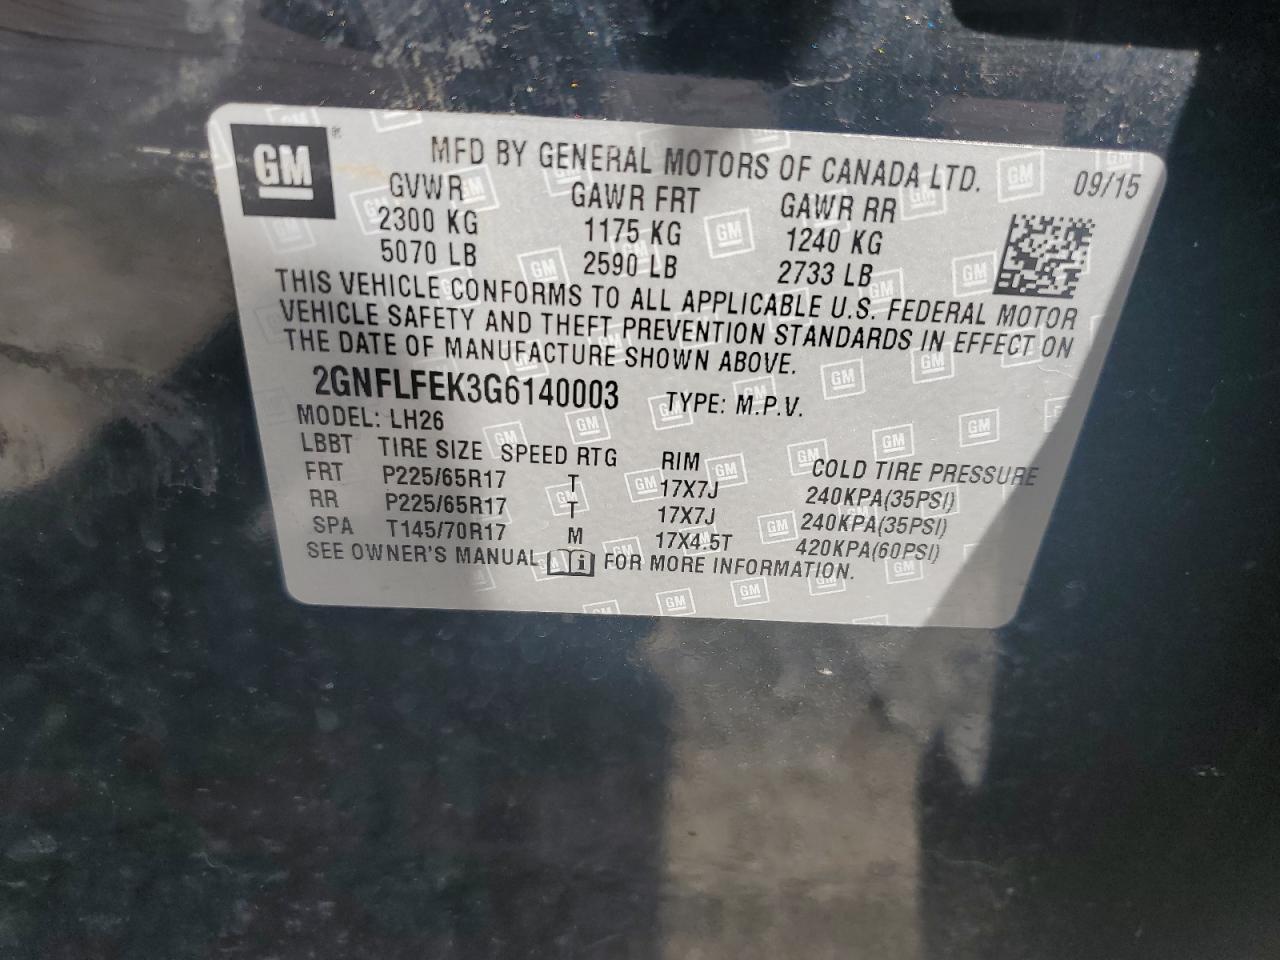 GM ® MFD BY GENERAL MOTORS OF CANADA LTD. 09/15
GVWR GAWR FRT GAWR RR
2300 KG 1175 KG 1240 KG
5070 LB 2590 LB 2733 LB
THIS VEHICLE CONFORMS TO ALL APPLICABLE U.S. FEDERAL MOTOR
VEHICLE SAFETY AND THEFT PREVENTION STANDARDS IN EFFECT ON
THE DATE OF MANUFACTURE SHOWN ABOVE.
2GNFLFEK3G6140003 TYPE: M.P.V.
MODEL: LH26
LBBT TIRE SIZE SPEED RTG RIM COLD TIRE PRESSURE
FRT P225/65R17 T 17X7J 240KPA(35PSI)
RR P225/65R17 T 17X7J 240KPA(35PSI)
SPA T145/70R17 M 17X4.5T 420KPA(60PSI)
SEE OWNER'S MANUAL i FOR MORE INFORMATION.